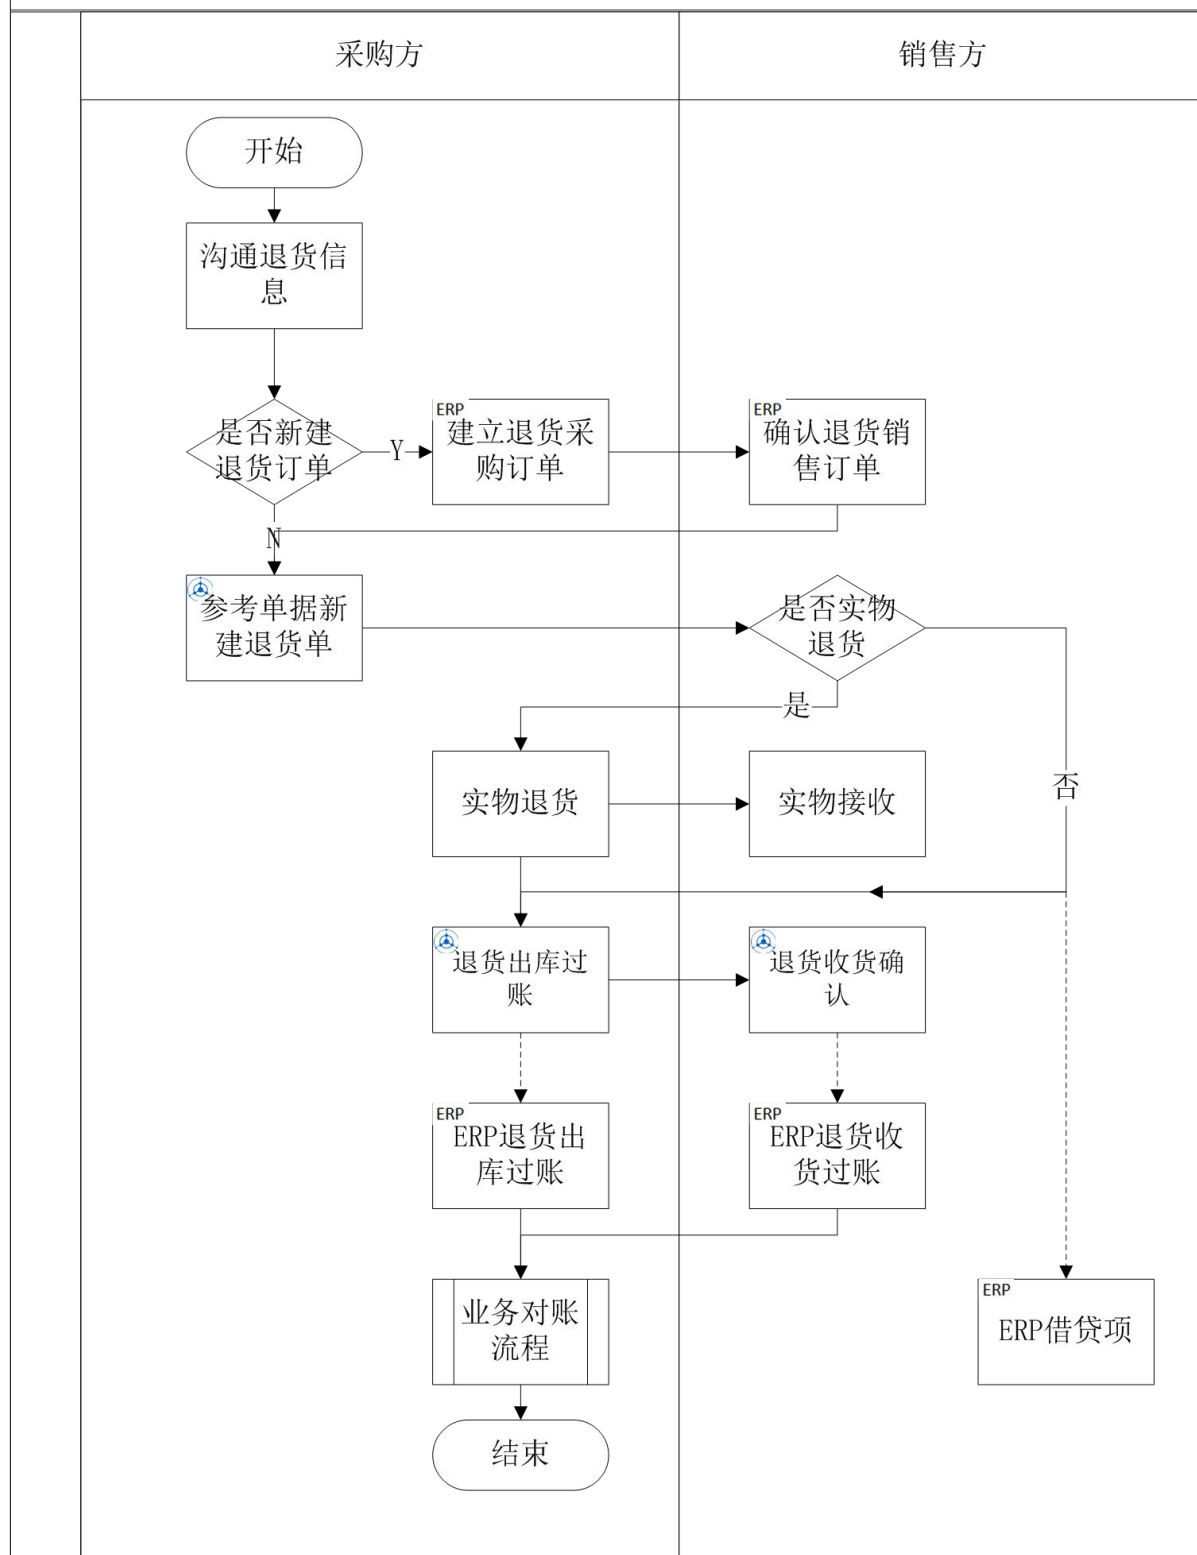 采购方
销售方
开始
沟通退货信
息
是否新建
退货订单
Y
ERP
建立退货采
购订单
ERP
确认退货销
售订单
N
参考单据新
建退货单
是否实物
退货
是
否
实物退货
实物接收
退货出库过
账
退货收货确
认
ERP
ERP退货出
库过账
ERP
ERP退货收
货过账
业务对账
流程
ERP
ERP借贷项
结束